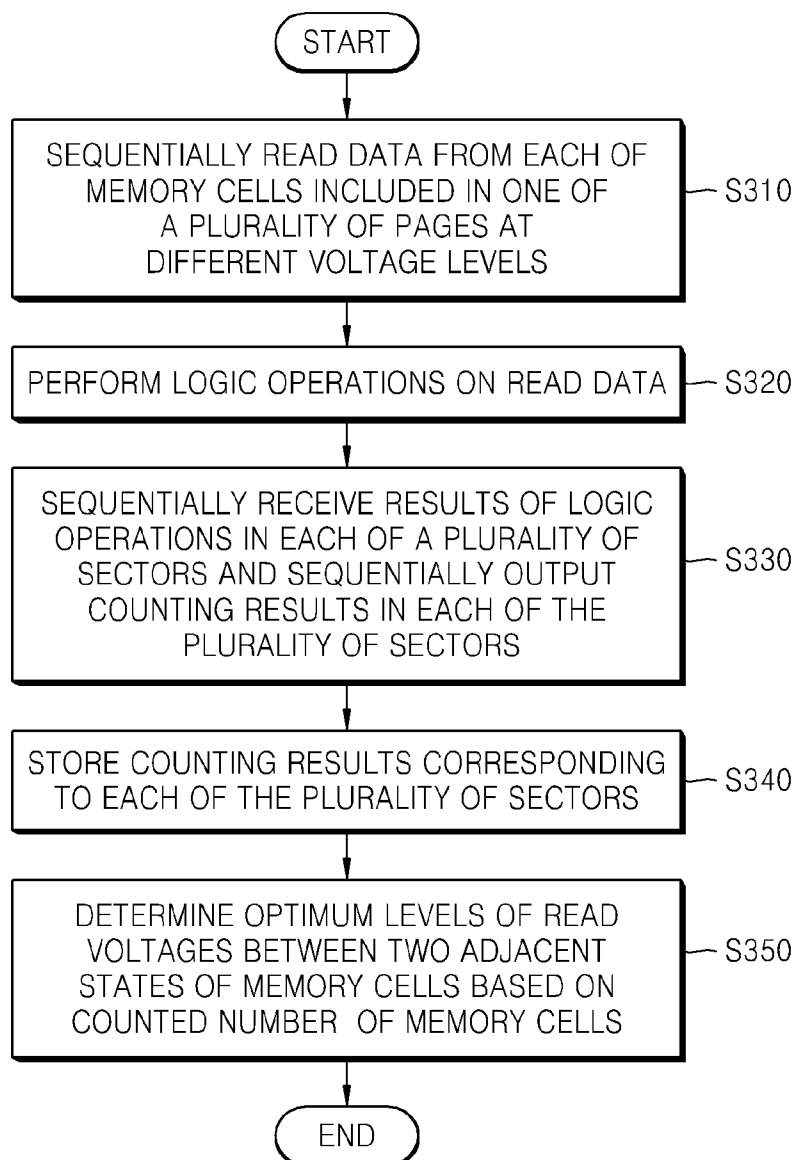 START
SEQUENTIALLY READ DATA FROM EACH OF
MEMORY CELLS INCLUDED IN ONE OF
A PLURALITY OF PAGES AT
DIFFERENT VOLTAGE LEVELS
S310
PERFORM LOGIC OPERATIONS ON READ DATA
S320
SEQUENTIALLY RECEIVE RESULTS OF LOGIC
OPERATIONS IN EACH OF A PLURALITY OF
SECTORS AND SEQUENTIALLY OUTPUT
COUNTING RESULTS IN EACH OF THE
PLURALITY OF SECTORS
S330
STORE COUNTING RESULTS CORRESPONDING
TO EACH OF THE PLURALITY OF SECTORS
S340
DETERMINE OPTIMUM LEVELS OF READ
VOLTAGES BETWEEN TWO ADJACENT
STATES OF MEMORY CELLS BASED ON
COUNTED NUMBER OF MEMORY CELLS
S350
END